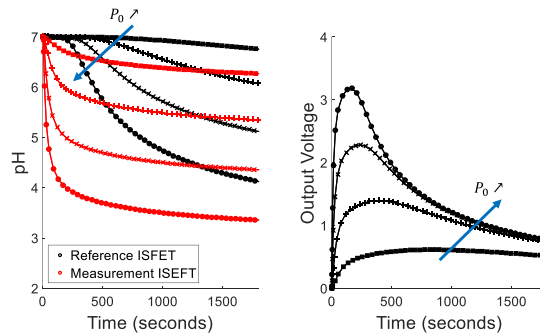 P₀ ↗
7
6
5
4
3
2
pH
0 500 1000 1500
Time (seconds)
Reference ISFET
Measurement ISEFT
4
3
2
1
0
Output Voltage
P₀ ↗
0 500 1000 1500
Time (seconds)